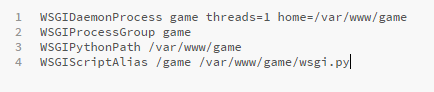 1 WSGIDaemonProcess game threads=1 home=/var/www/game
2 WSGIProcessGroup game
3 WSGIPythonPath /var/www/game
4 WSGIScriptAlias /game /var/www/game/wsgi.py